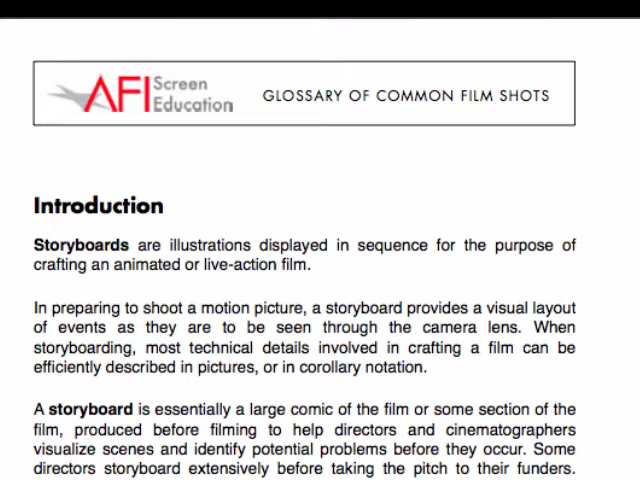 AFI Screen
Education
GLOSSARY OF COMMON FILM SHOTS
Introduction
Storyboards are illustrations displayed in sequence for the purpose of
crafting an animated or live-action film.
In preparing to shoot a motion picture, a storyboard provides a visual layout
of events as they are to be seen through the camera lens. When
storyboarding, most technical details involved in crafting a film can be
efficiently described in pictures, or in corollary notation.
A storyboard is essentially a large comic of the film or some section of the
film, produced before filming to help directors and cinematographers
visualize scenes and identify potential problems before they occur. Some
directors storyboard extensively before taking the pitch to their funders.